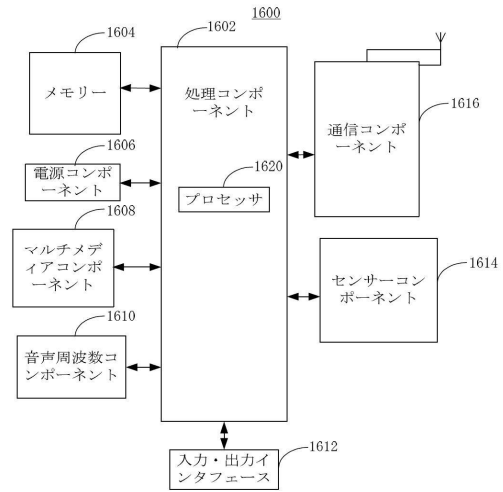 1600
1604
メモリー
1602
処理コンポ
ーネント
1620
プロセッサ
1606
電源コンポ
ーネント
1608
マルチメデ
ィアコンポ
ーネント
1610
音声周波数コ
ンポーネント
1616
通信コンポ
ーネント
1614
センサーコン
ポーネント
1612
入力・出力イ
ンタフェース